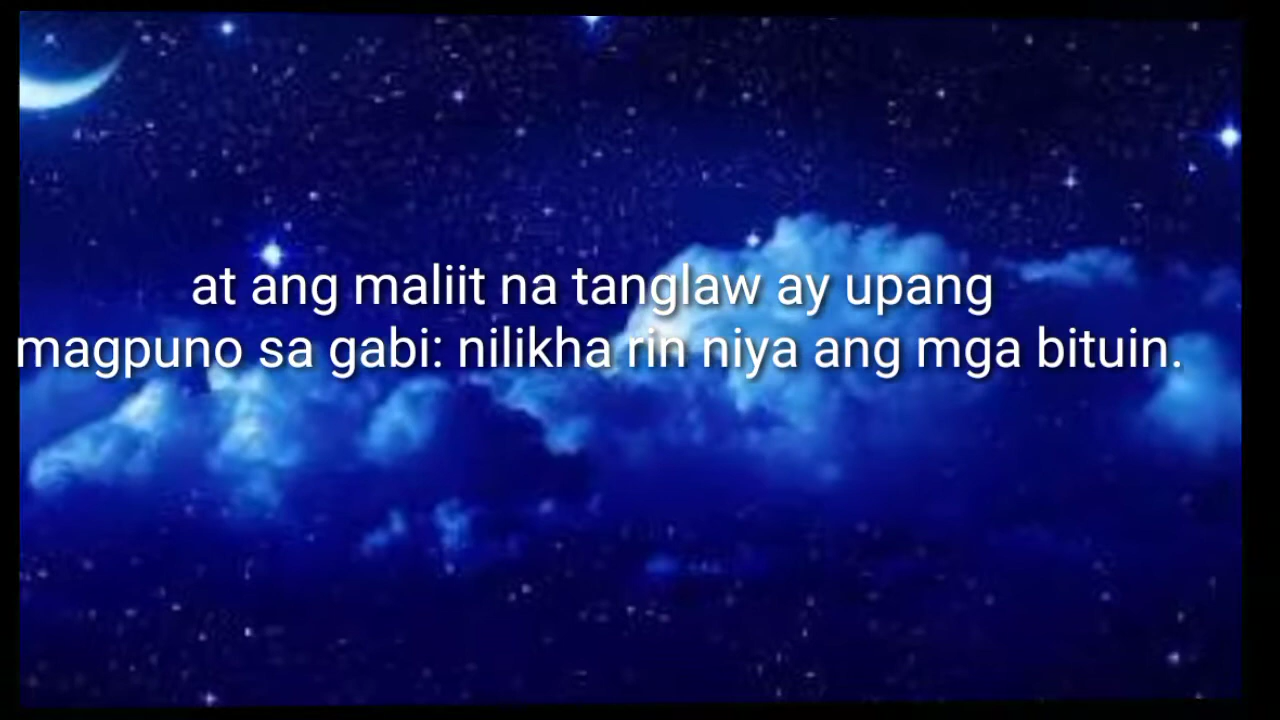 at ang maliit na tanglaw ay upang
magpuno sa gabi: nilikha rin niya ang mga bituin.